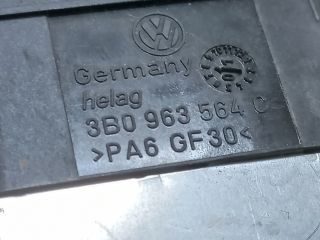 Germany
helag
3B0 963 564 C
>PA6 GF30<